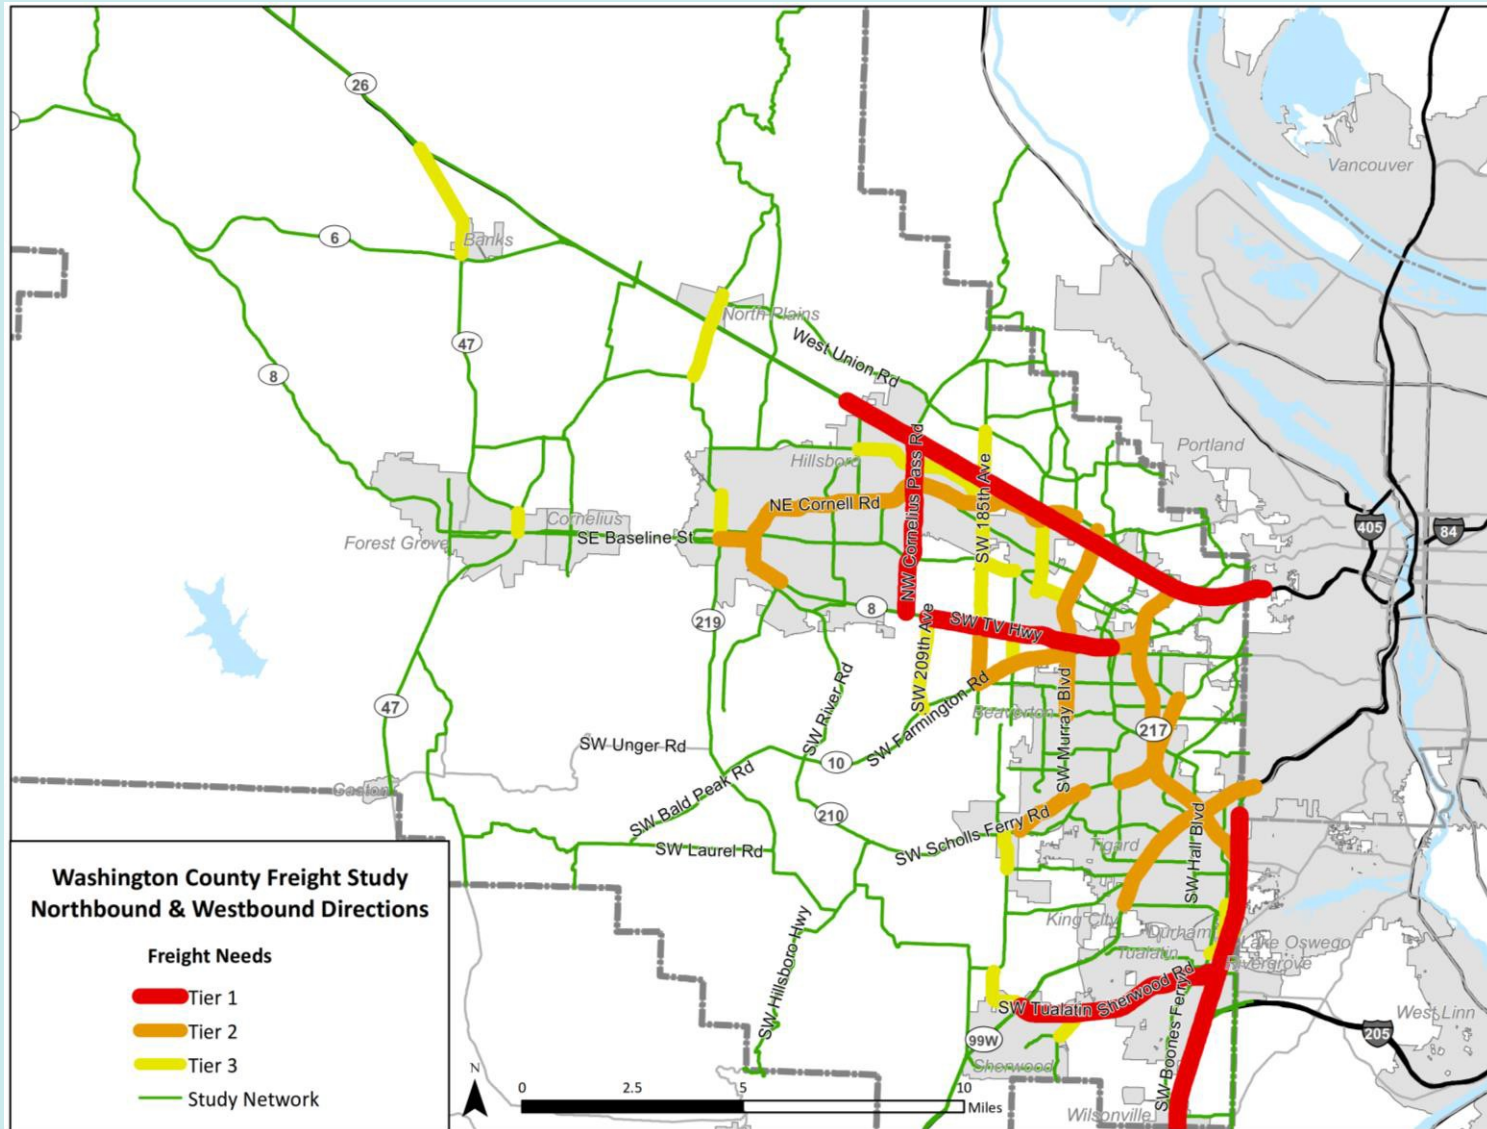 26
Vancouver
6
Banks
47
North Plains
8
West Union Rd
Portland
Hillsboro
NW Cornelius Pass Rd
SW 185th Ave
NE Cornell Rd
Cornelius
Forest Grove
SE Baseline St
405
84
8
219
SW TV Hwy
SW 209th Ave
47
SW River Rd
SW Farmington Rd
Beaverton
SW Murray Blvd
217
SW Unger Rd
10
Gaston
SW Bald Peak Rd
210
SW Scholls Ferry Rd
SW Laurel Rd
Tigard
SW Hall Blvd
King City
Durham
Tualatin
Lake Oswego
Rivergrove
SW Hillsboro Hwy
SW Tualatin Sherwood Rd
SW Boones Ferry
West Linn
205
99W
Sherwood
Wilsonville
Washington County Freight Study
Northbound & Westbound Directions
Freight Needs
Tier 1
Tier 2
Tier 3
Study Network
N
0 2.5 5 10
Miles